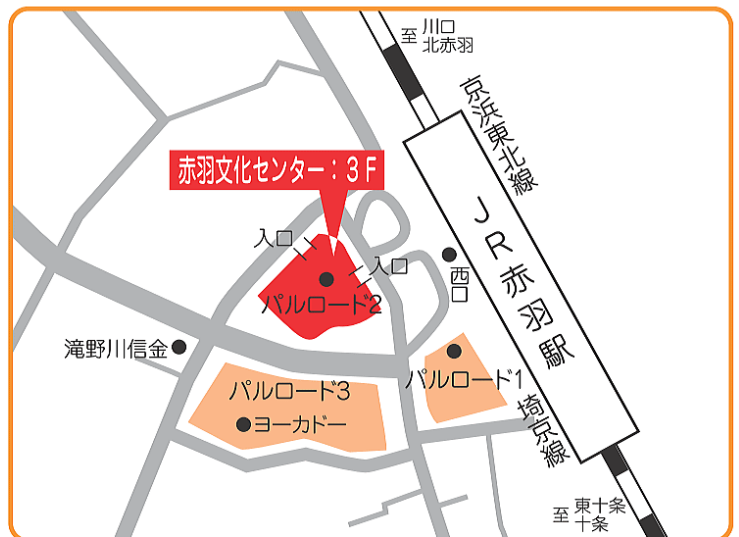 至 川口
北赤羽
京浜東北線
赤羽文化センター：3F
JR赤羽駅
入口
入口
西口
パルロード2
滝野川信金
パルロード1
パルロード3
ヨーカドー
埼京線
至 東十条
十条